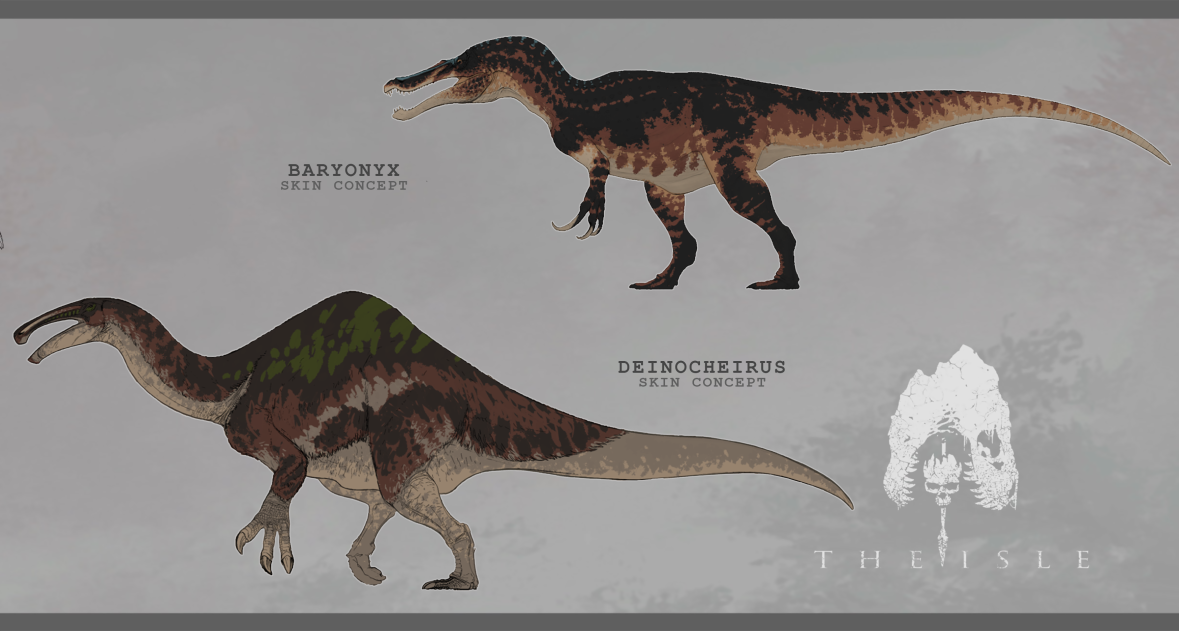 BARYONYX
SKIN CONCEPT
DEINOCHEIRUS
SKIN CONCEPT
THE ISLE